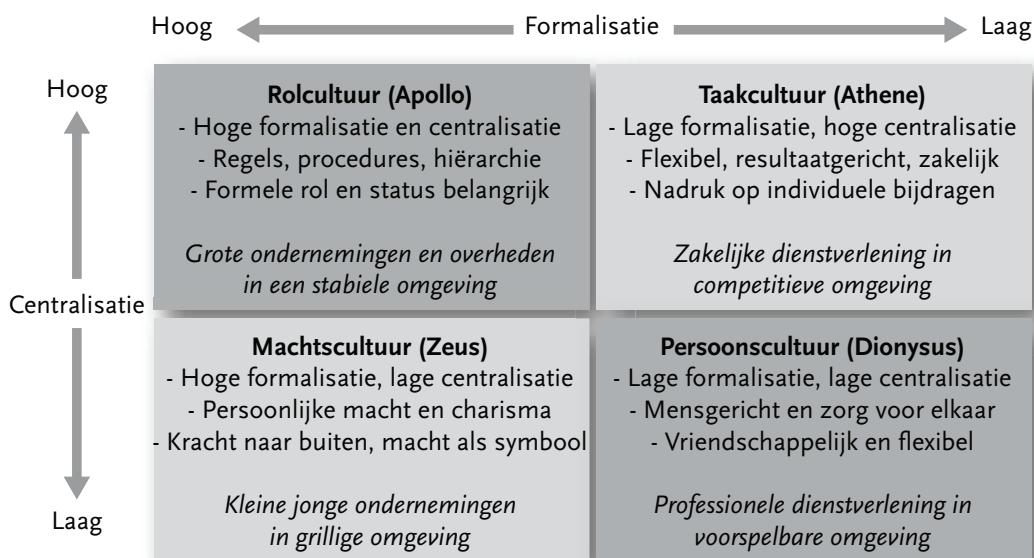 Hoog Formalisatie Laag
Hoog
Rolcultuur (Apollo)
- Hoge formalisatie en centralisatie
- Regels, procedures, hiërarchie
- Formele rol en status belangrijk
Grote ondernemingen en overheden
in een stabiele omgeving
Taakcultuur (Athene)
- Lage formalisatie, hoge centralisatie
- Flexibel, resultaatgericht, zakelijk
- Nadruk op individuele bijdragen
Zakelijke dienstverlening in
competitieve omgeving
Centralisatie
Machtscultuur (Zeus)
- Hoge formalisatie, lage centralisatie
- Persoonlijke macht en charisma
- Kracht naar buiten, macht als symbool
Kleine jonge ondernemingen
in grillige omgeving
Persoonscultuur (Dionysus)
- Lage formalisatie, lage centralisatie
- Mensgericht en zorg voor elkaar
- Vriendschappelijk en flexibel
Professionele dienstverlening in
voorspelbare omgeving
Laag